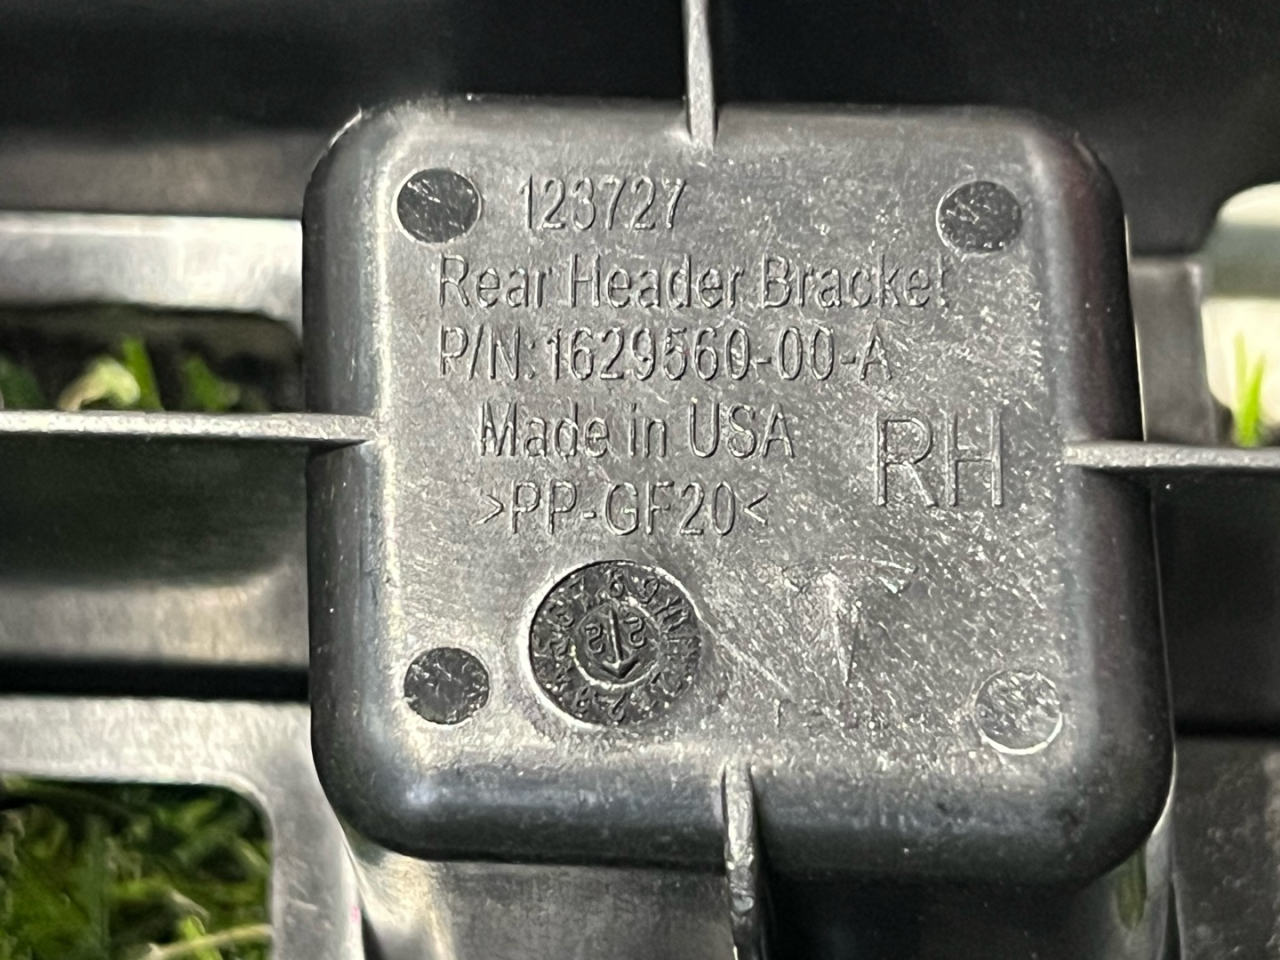 123727
Rear Header Bracket
P/N:1629560-00-A
Made in USA
RH
>PP-GF20<